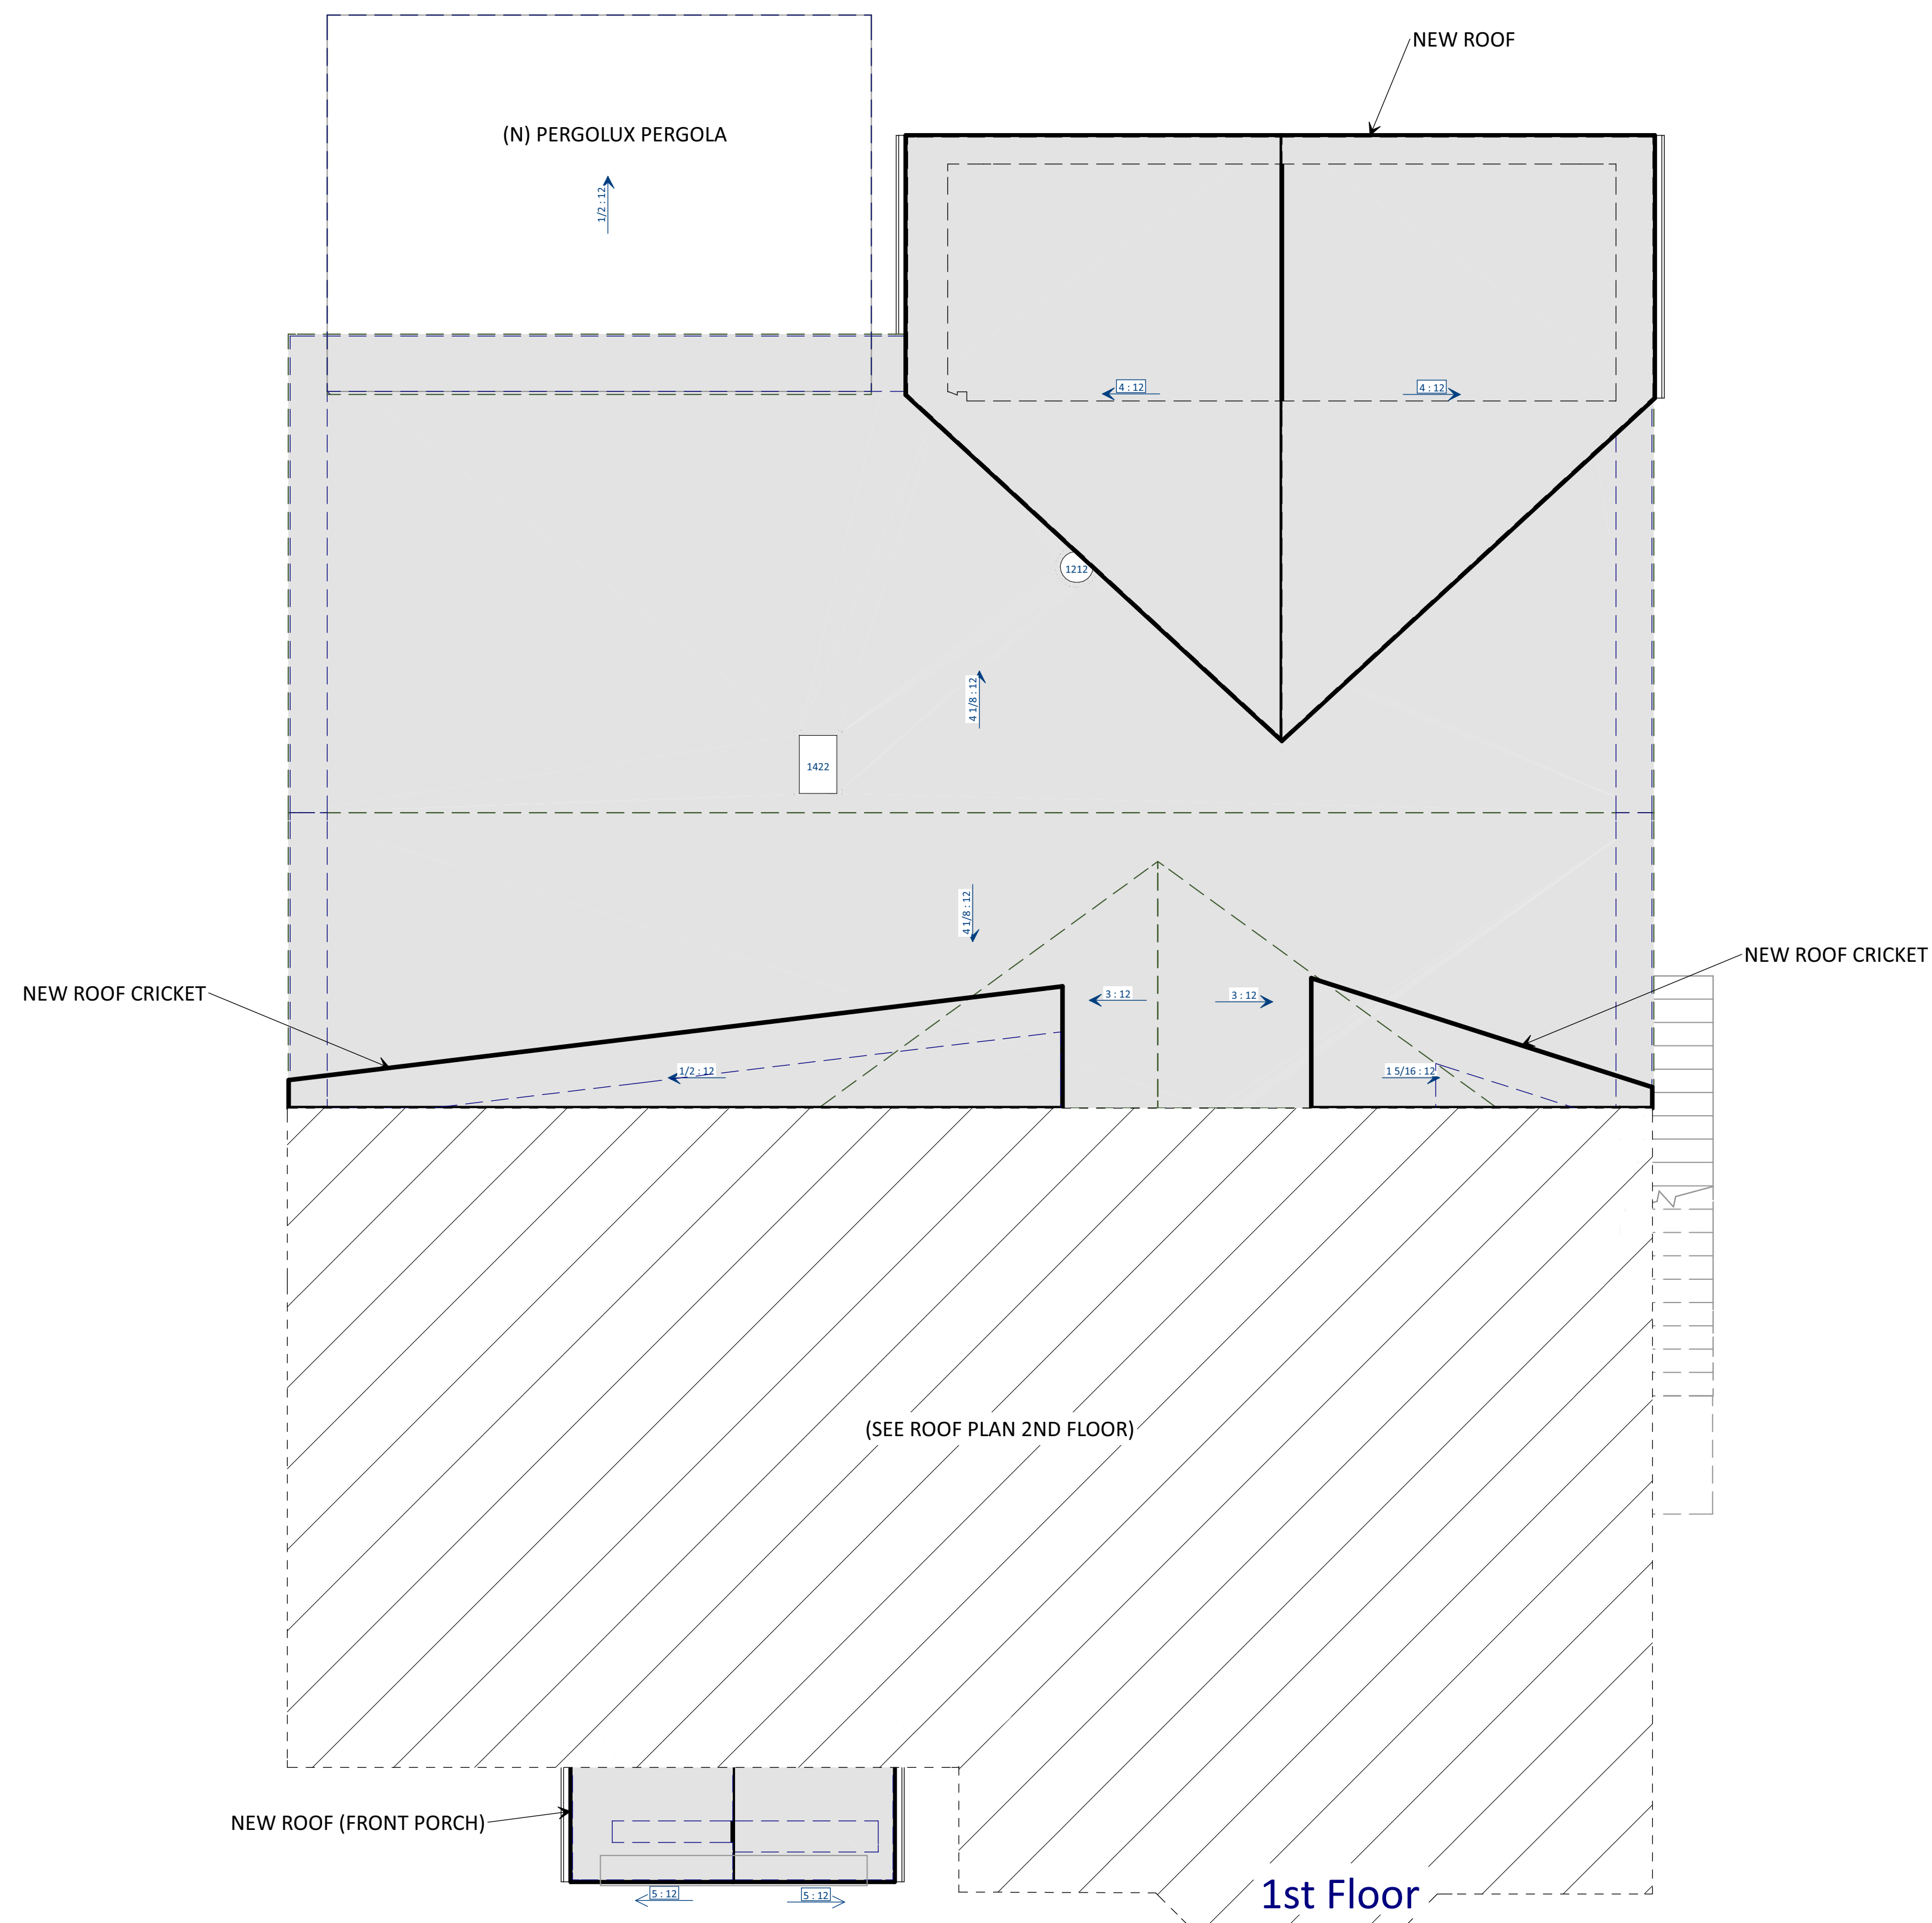 NEW ROOF
(N) PERGOLUX PERGOLA
1/2 : 12
4 : 12
4 : 12
1212
4 1/8 : 12
1422
4 1/8 : 12
NEW ROOF CRICKET
NEW ROOF CRICKET
3 : 12
3 : 12
1/2 : 12
1 5/16 : 12
(SEE ROOF PLAN 2ND FLOOR)
NEW ROOF (FRONT PORCH)
5 : 12
5 : 12
1st Floor